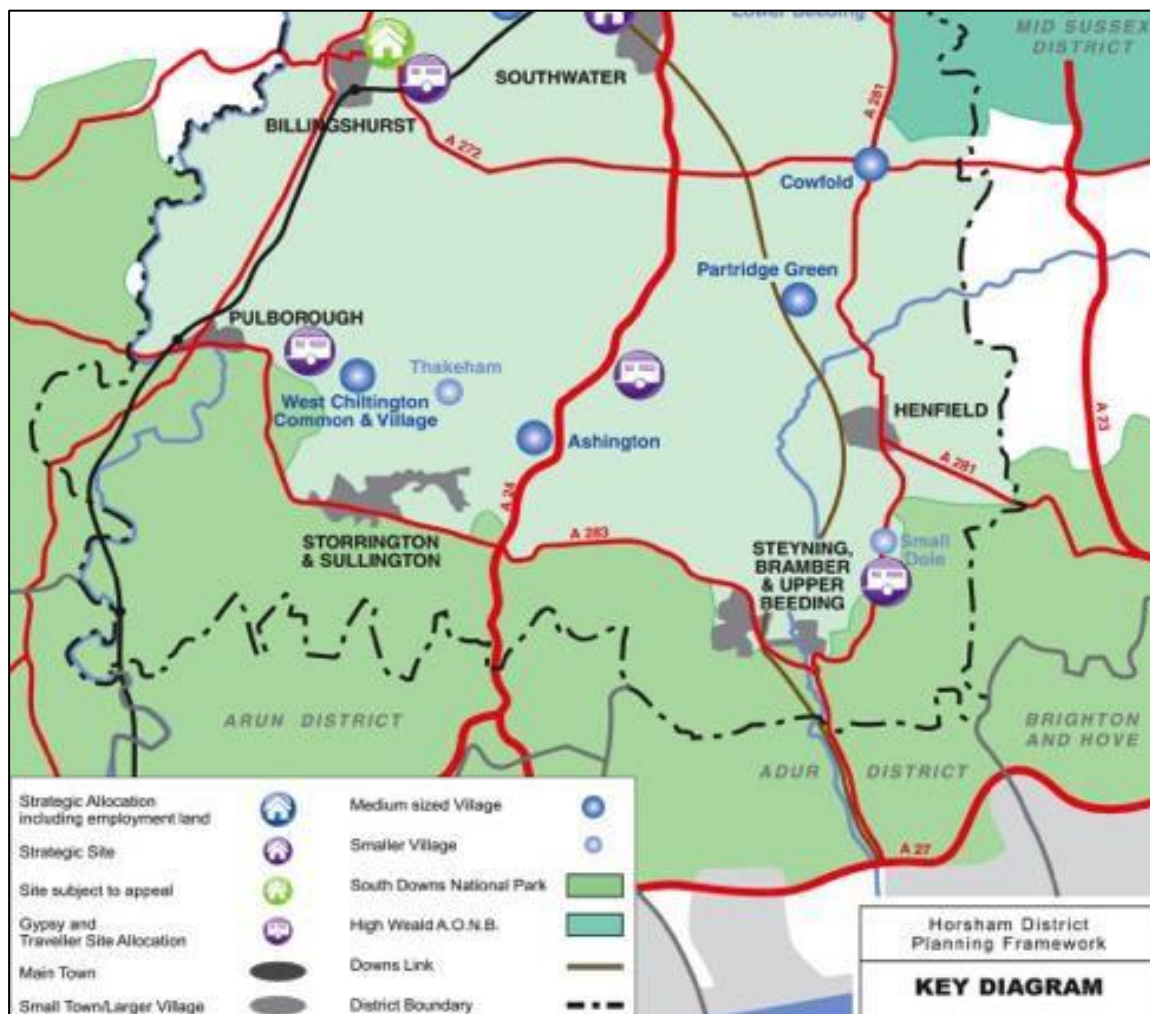 Lower Beeding
MID SUSSEX
DISTRICT
SOUTHWATER
BILLINGSHURST
A 281
A 272
Cowfold
Partridge Green
PULBOROUGH
Thakeham
West Chiltington
Common & Village
HENFIELD
A 23
Ashington
A 281
A 24
A 283
STORRINGTON
& SULLINGTON
STEYNING,
BRAMBER
& UPPER
BEEDING
Small
Dole
ARUN DISTRICT
BRIGHTON
AND HOVE
ADUR DISTRICT
A 27
Strategic Allocation
including employment land
Strategic Site
Site subject to appeal
Gypsy and
Traveller Site Allocation
Main Town
Small Town/Larger Village
Medium sized Village
Smaller Village
South Downs National Park
High Weald A.O.N.B.
Downs Link
District Boundary
Horsham District
Planning Framework
KEY DIAGRAM